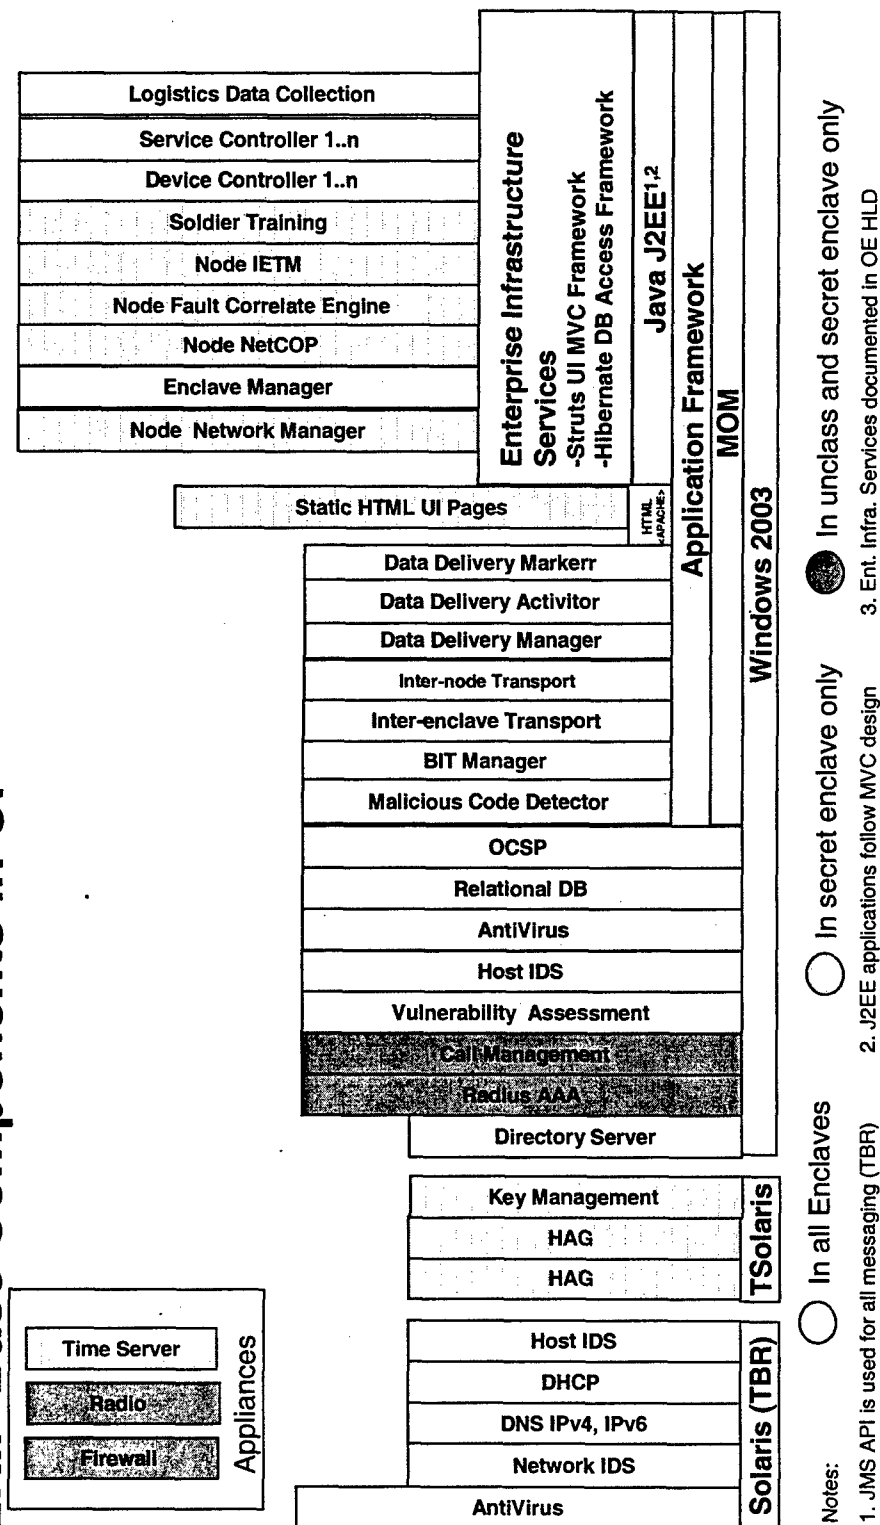 Logistics Data Collection
Service Controller 1..n
Device Controller 1..n
Soldier Training
Node IETM
Node Fault Correlate Engine
Node NetCOP
Enclave Manager
Node Network Manager
Enterprise Infrastructure
Services
-Struts UI MVC Framework
-Hibernate DB Access Framework
Java J2EE1,2
Application Framework
MOM
Windows 2003
Static HTML UI Pages
HTML
<APACHE>
Data Delivery Markerr
Data Delivery Activitor
Data Delivery Manager
Inter-node Transport
Inter-enclave Transport
BIT Manager
Malicious Code Detector
OCSP
Relational DB
AntiVirus
Host IDS
Vulnerability Assessment
Call Management
Radius AAA
Directory Server
Key Management
HAG
HAG
TSolaris
Host IDS
DHCP
DNS IPv4, IPv6
Network IDS
AntiVirus
Solaris (TBR)
Time Server
Radio
Firewall
Appliances
Notes:
In all Enclaves
In secret enclave only
In unclass and secret enclave only
1. JMS API is used for all messaging (TBR)
2. J2EE applications follow MVC design
3. Ent. Infra. Services documented in OE HLD